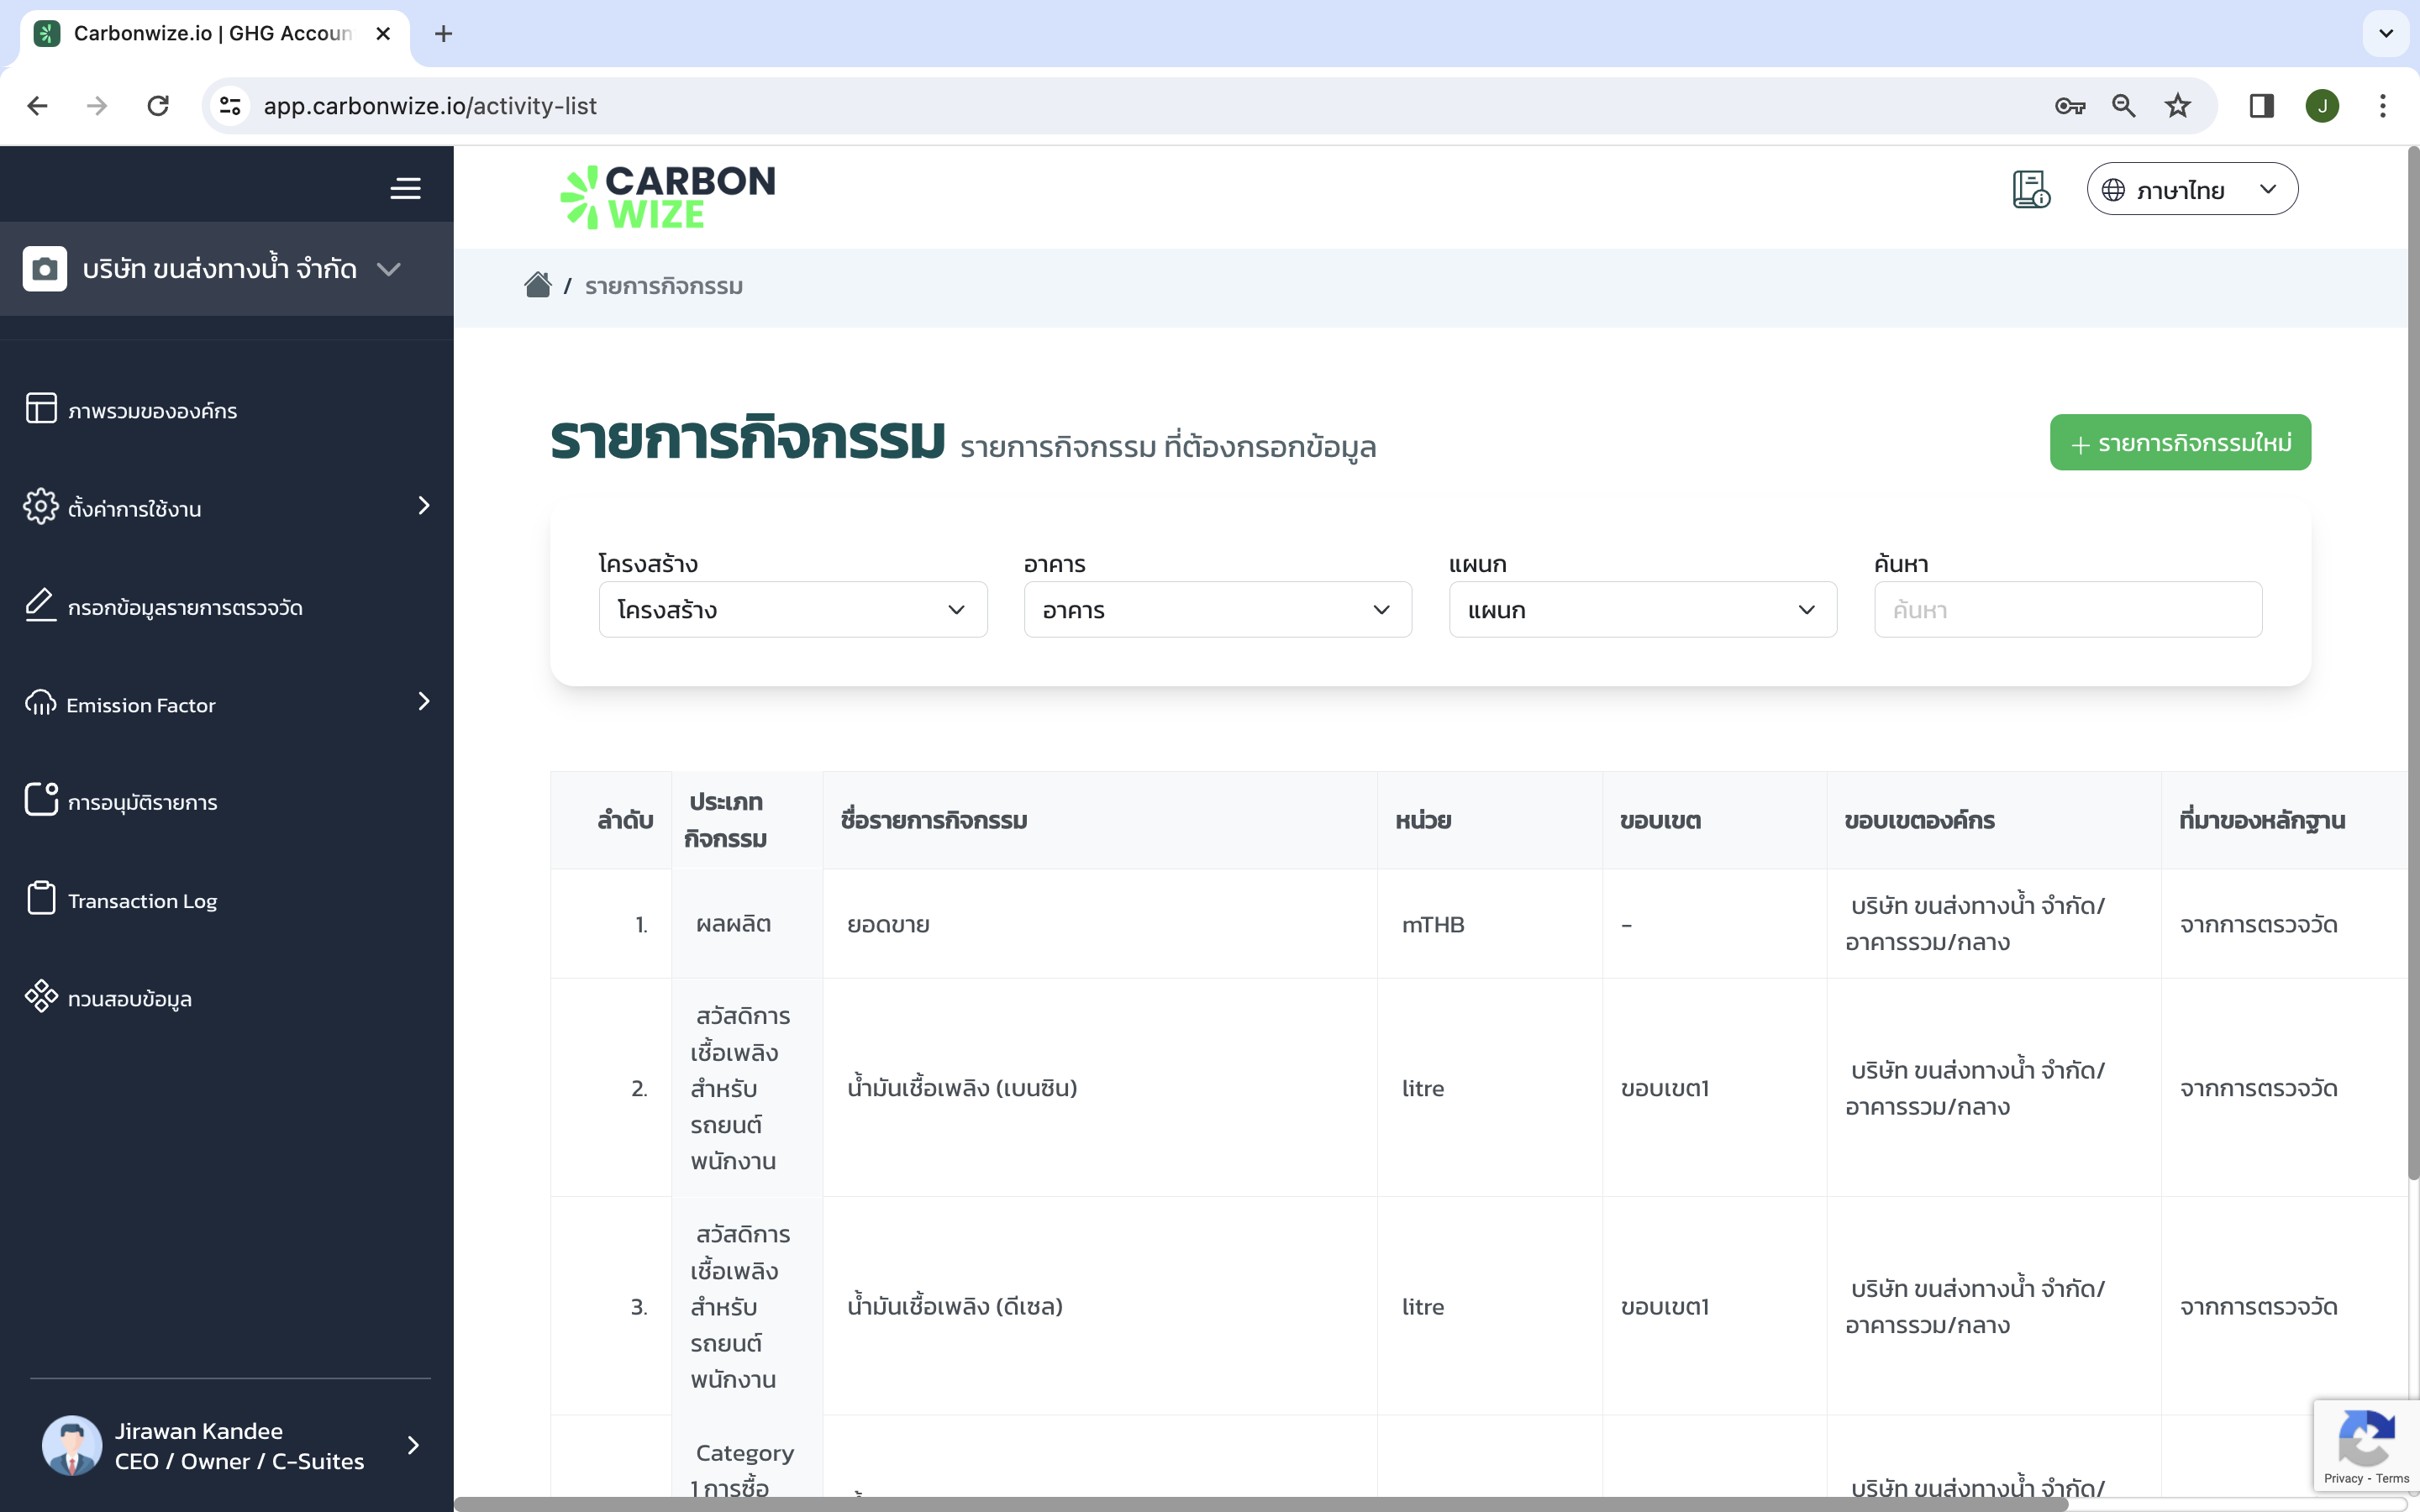 Carbonwize.io | GHG Accoun
app.carbonwize.io/activity-list
J
CARBON
WIZE
ภาษาไทย
บริษัท ขนส่งทางน้ำ จำกัด
/ รายการกิจกรรม
ภาพรวมขององค์กร
ตั้งค่าการใช้งาน
กรอกข้อมูลรายการตรวจวัด
Emission Factor
การอนุมัติรายการ
Transaction Log
ทวนสอบข้อมูล
Jirawan Kandee
CEO / Owner / C-Suites
รายการกิจกรรม รายการกิจกรรม ที่ต้องกรอกข้อมูล
+ รายการกิจกรรมใหม่
โครงสร้าง อาคาร แผนก ค้นหา
โครงสร้าง อาคาร แผนก ค้นหา
ลำดับ ประเภท กิจกรรม ชื่อรายการกิจกรรม หน่วย ขอบเขต ขอบเขตองค์กร ที่มาของหลักฐาน
1. ผลผลิต ยอดขาย mTHB - บริษัท ขนส่งทางน้ำ จำกัด/ อาคารรวม/กลาง จากการตรวจวัด
2. สวัสดิการ เชื้อเพลิง สำหรับ รถยนต์ พนักงาน น้ำมันเชื้อเพลิง (เบนซิน) litre ขอบเขต1 บริษัท ขนส่งทางน้ำ จำกัด/ อาคารรวม/กลาง จากการตรวจวัด
3. สวัสดิการ เชื้อเพลิง สำหรับ รถยนต์ พนักงาน น้ำมันเชื้อเพลิง (ดีเซล) litre ขอบเขต1 บริษัท ขนส่งทางน้ำ จำกัด/ อาคารรวม/กลาง จากการตรวจวัด
Category
1 การซื้อ
บริษัท ขนส่งทางน้ำ จำกัด/
Privacy - Terms